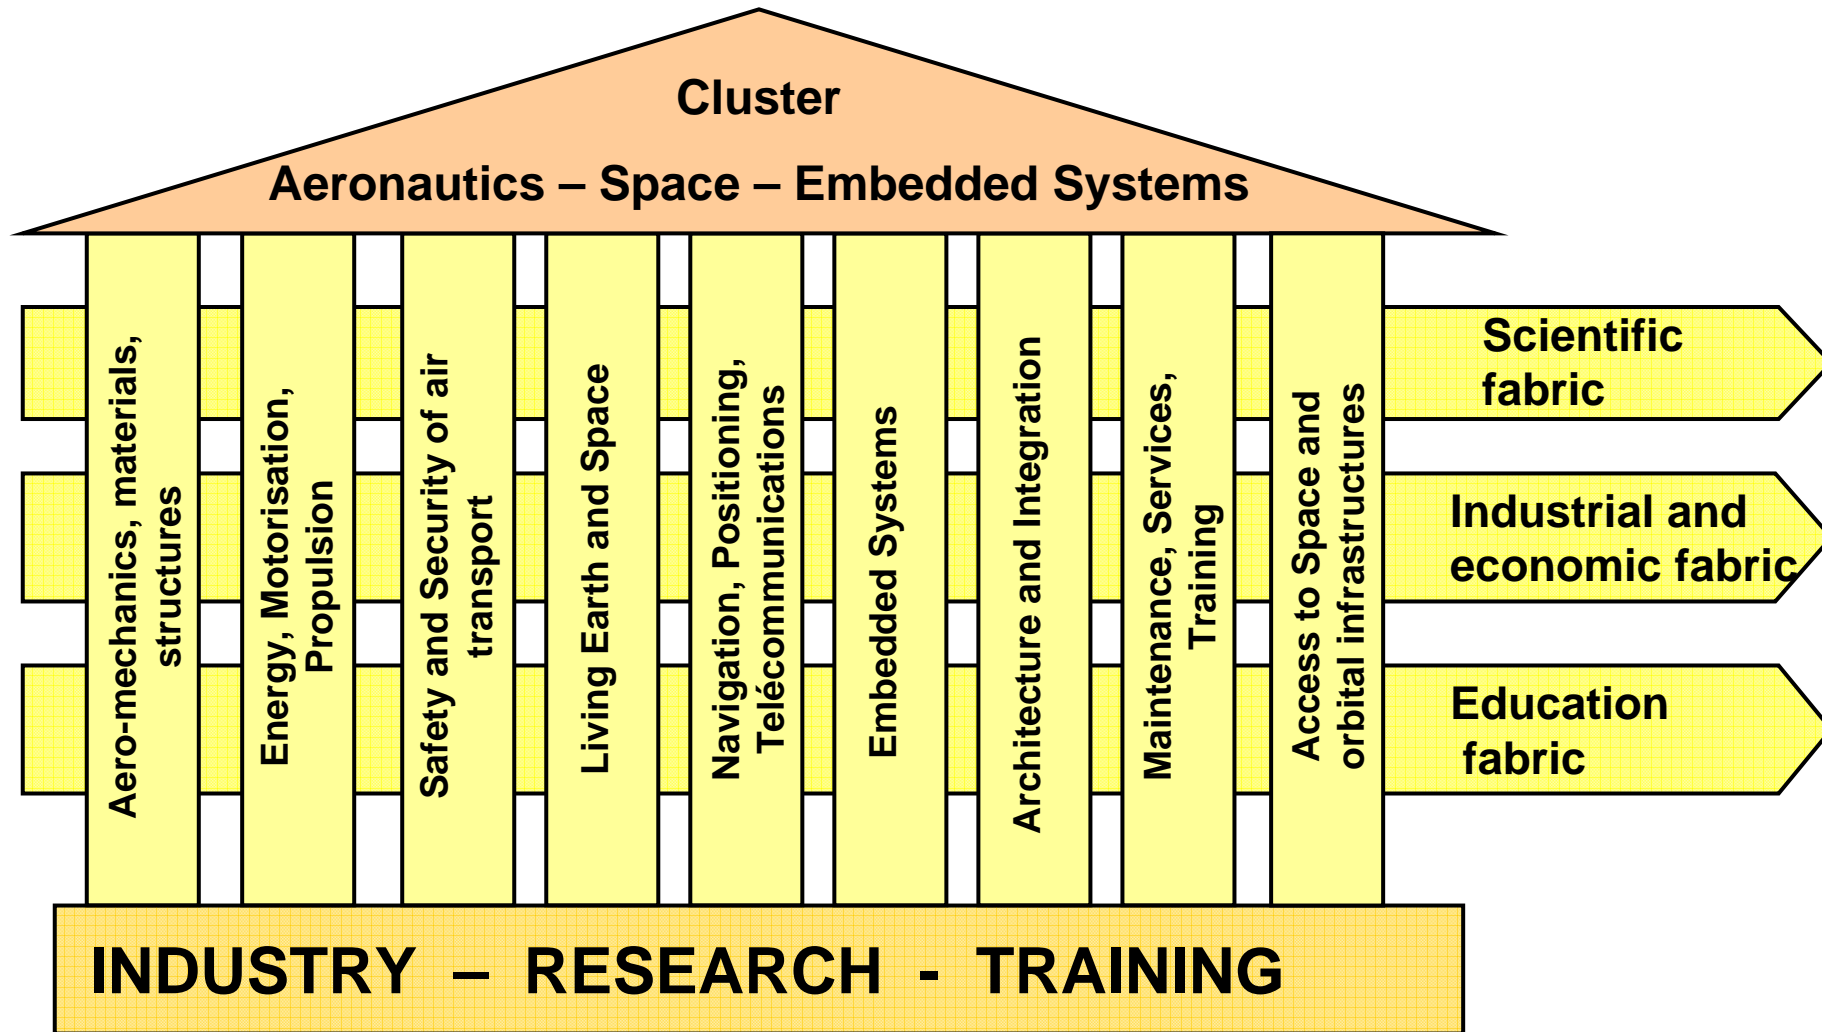 Cluster
Aeronautics – Space – Embedded Systems
Aero-mechanics, materials,
structures
Energy, Motorisation,
Propulsion
Safety and Security of air
transport
Living Earth and Space
Navigation, Positioning,
Telécommunications
Embedded Systems
Architecture and Integration
Maintenance, Services,
Training
Access to Space and
orbital infrastructures
Scientific
fabric
Industrial and
economic fabric
Education
fabric
INDUSTRY – RESEARCH - TRAINING